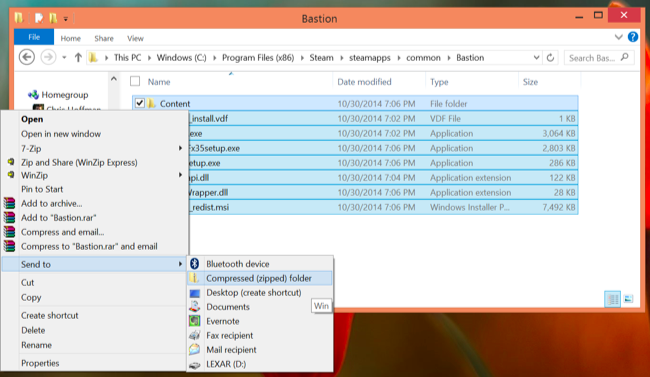 Bastion
File Home Share View
This PC Windows (C:) Program Files (x86) Steam steamapps common Bastion Search Bas...
Name Date modified Type Size
Homegroup
Content 10/30/2014 7:06 PM File folder
_install.vdf 10/30/2014 7:02 PM VDF File 1 KB
.exe 10/30/2014 7:02 PM Application 3,064 KB
Fx35setup.exe 10/30/2014 7:06 PM Application 2,803 KB
etup.exe 10/30/2014 7:06 PM Application 286 KB
pi.dll 10/30/2014 7:04 PM Application extension 122 KB
Wrapper.dll 10/30/2014 7:06 PM Application extension 28 KB
_redist.msi 10/30/2014 7:06 PM Windows Installer P... 7,492 KB
Open
Open in new window
7-Zip
Zip and Share (WinZip Express)
WinZip
Pin to Start
Add to archive...
Add to "Bastion.rar"
Compress and email...
Compress to "Bastion.rar" and email
Send to
Cut
Copy
Create shortcut
Delete
Rename
Properties
Bluetooth device
Compressed (zipped) folder
Desktop (create shortcut)
Documents
Win
Evernote
Fax recipient
Mail recipient
LEXAR (D:)